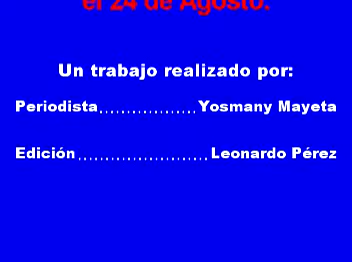 el 24 de Agosto.
Un trabajo realizado por:
Periodista..................Yosmany Mayeta
Edición........................Leonardo Pérez